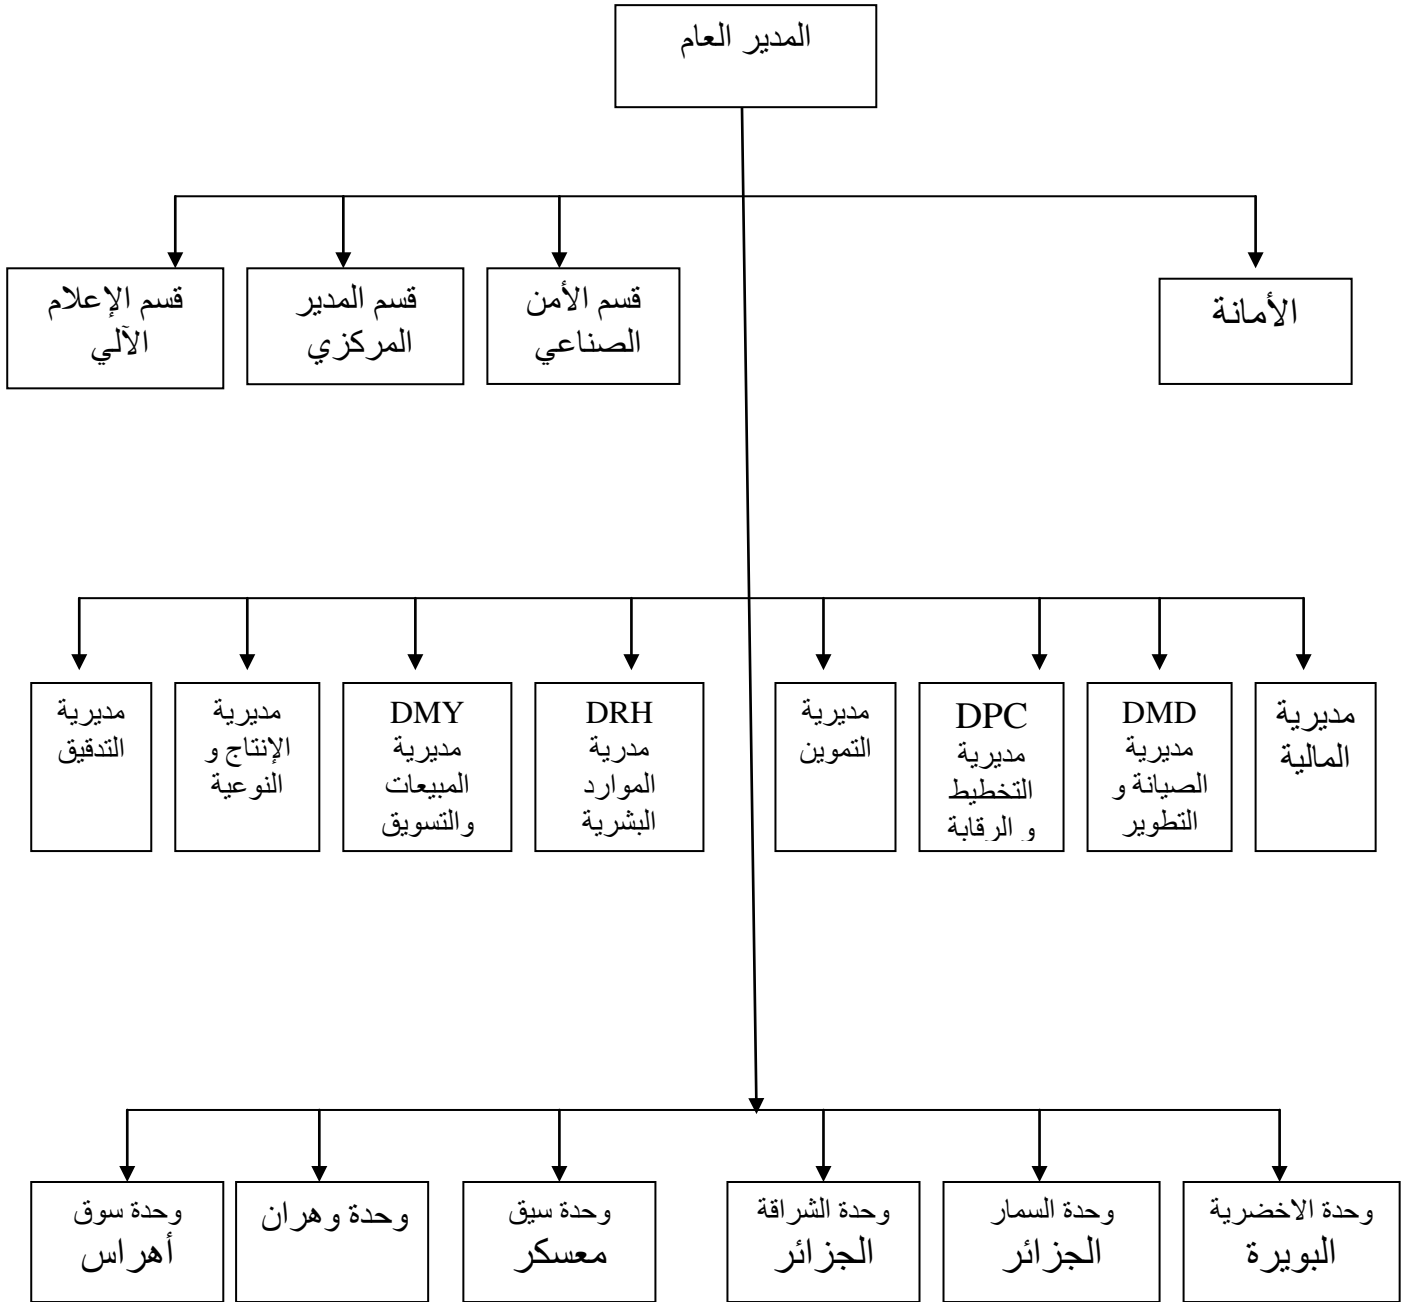 المدير العام
الأمانة
قسم الأمن
الصناعي
قسم المدير
المركزي
قسم الإعلام
الآلي
مديرية
المالية
DMD
مديرية
الصيانة و
التطوير
DPC
مديرية
التخطيط
و الرقابة
مديرية
التموين
DRH
مدرية
الموارد
البشرية
DMY
مديرية
المبيعات
والتسويق
مديرية
الإنتاج و
النوعية
مديرية
التدقيق
وحدة الاخضرية
البويرة
وحدة السمار
الجزائر
وحدة الشراقة
الجزائر
وحدة سيق
معسكر
وحدة وهران
وحدة سوق
أهراس